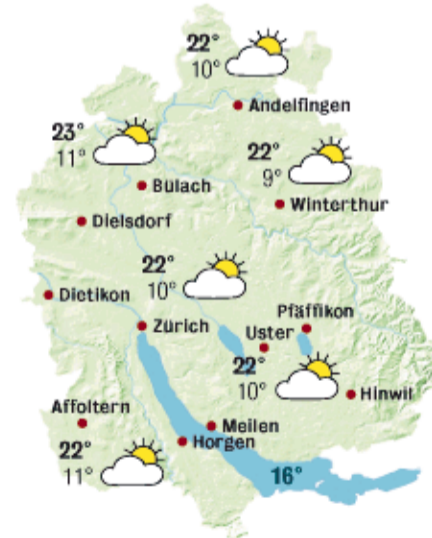 22°
10°
Andelfingen
23°
11°
22°
9°
Bülach
Winterthur
Dielsdorf
22°
10°
Dietikon
Pfäffikon
Zürich
Uster
22°
10°
Hinwil
Affoltern
Meilen
Horgen
22°
11°
16°